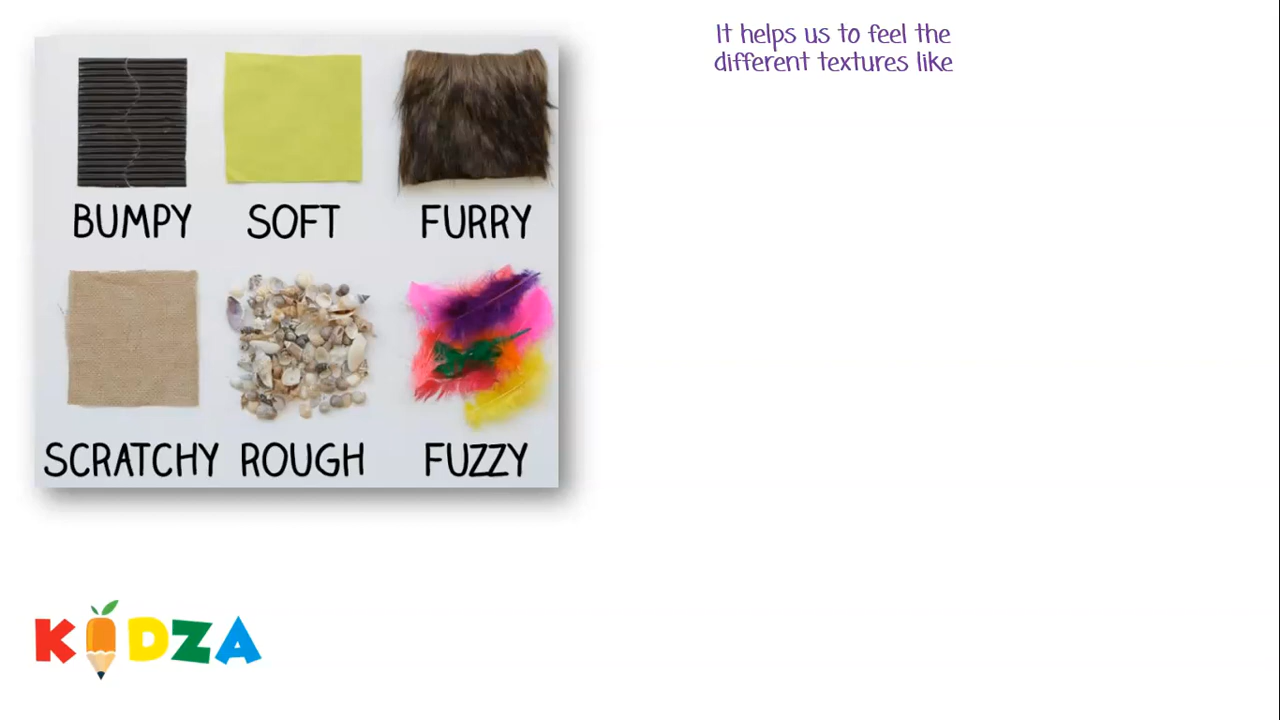 It helps us to feel the
different textures like
BUMPY SOFT FURRY
SCRATCHY ROUGH FUZZY
KIDZA